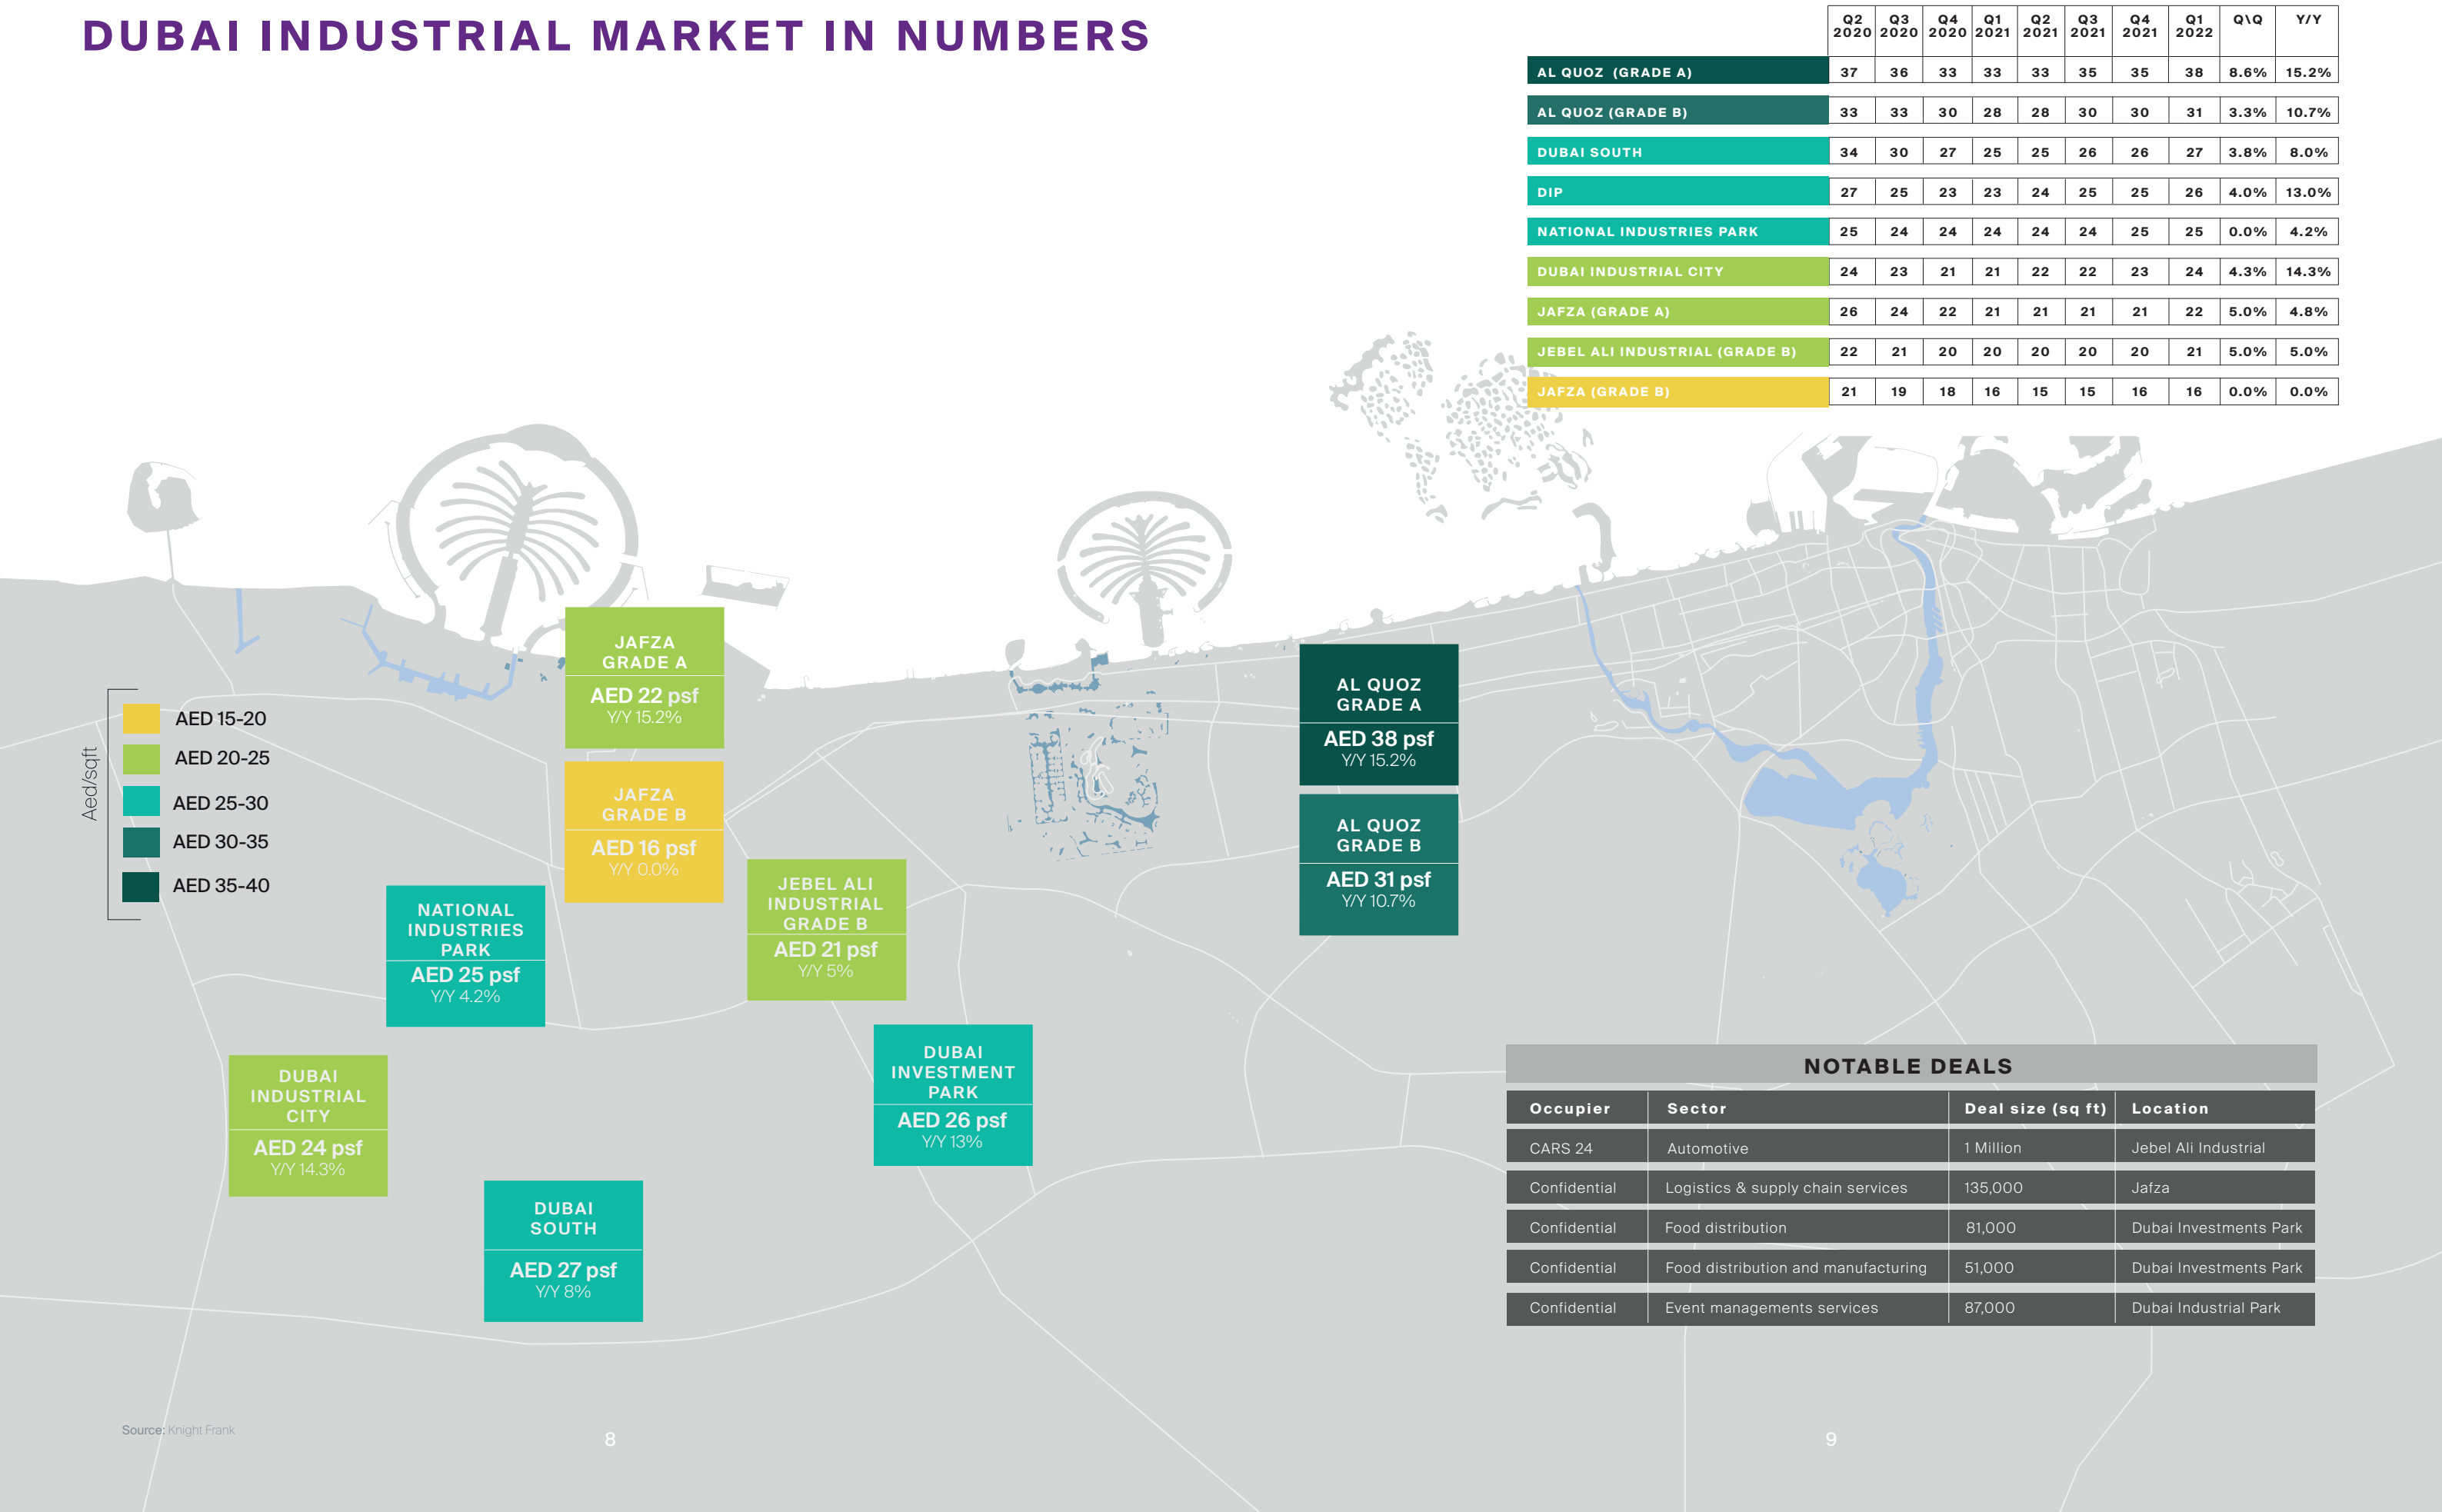 DUBAI INDUSTRIAL MARKET IN NUMBERS
Q2 2020 Q3 2020 Q4 2020 Q1 2021 Q2 2021 Q3 2021 Q4 2021 Q1 2022 Q\Q Y/Y
AL QUOZ (GRADE A) 37 36 33 33 33 35 35 38 8.6% 15.2%
AL QUOZ (GRADE B) 33 33 30 28 28 30 30 31 3.3% 10.7%
DUBAI SOUTH 34 30 27 25 25 26 26 27 3.8% 8.0%
DIP 27 25 23 23 24 25 25 26 4.0% 13.0%
NATIONAL INDUSTRIES PARK 25 24 24 24 24 24 25 25 0.0% 4.2%
DUBAI INDUSTRIAL CITY 24 23 21 21 22 22 23 24 4.3% 14.3%
JAFZA (GRADE A) 26 24 22 21 21 21 21 22 5.0% 4.8%
JEBEL ALI INDUSTRIAL (GRADE B) 22 21 20 20 20 20 20 21 5.0% 5.0%
JAFZA (GRADE B) 21 19 18 16 15 15 16 16 0.0% 0.0%
Aed/sqft
AED 15-20
AED 20-25
AED 25-30
AED 30-35
AED 35-40
JAFZA
GRADE A
AED 22 psf
Y/Y 15.2%
JAFZA
GRADE B
AED 16 psf
Y/Y 0.0%
AL QUOZ
GRADE A
AED 38 psf
Y/Y 15.2%
AL QUOZ
GRADE B
AED 31 psf
Y/Y 10.7%
JEBEL ALI
INDUSTRIAL
GRADE B
AED 21 psf
Y/Y 5%
NATIONAL
INDUSTRIES
PARK
AED 25 psf
Y/Y 4.2%
DUBAI
INVESTMENT
PARK
AED 26 psf
Y/Y 13%
DUBAI
INDUSTRIAL
CITY
AED 24 psf
Y/Y 14.3%
DUBAI
SOUTH
AED 27 psf
Y/Y 8%
NOTABLE DEALS
Occupier Sector Deal size (sq ft) Location
CARS 24 Automotive 1 Million Jebel Ali Industrial
Confidential Logistics & supply chain services 135,000 Jafza
Confidential Food distribution 81,000 Dubai Investments Park
Confidential Food distribution and manufacturing 51,000 Dubai Investments Park
Confidential Event managements services 87,000 Dubai Industrial Park
Source: Knight Frank
8
9